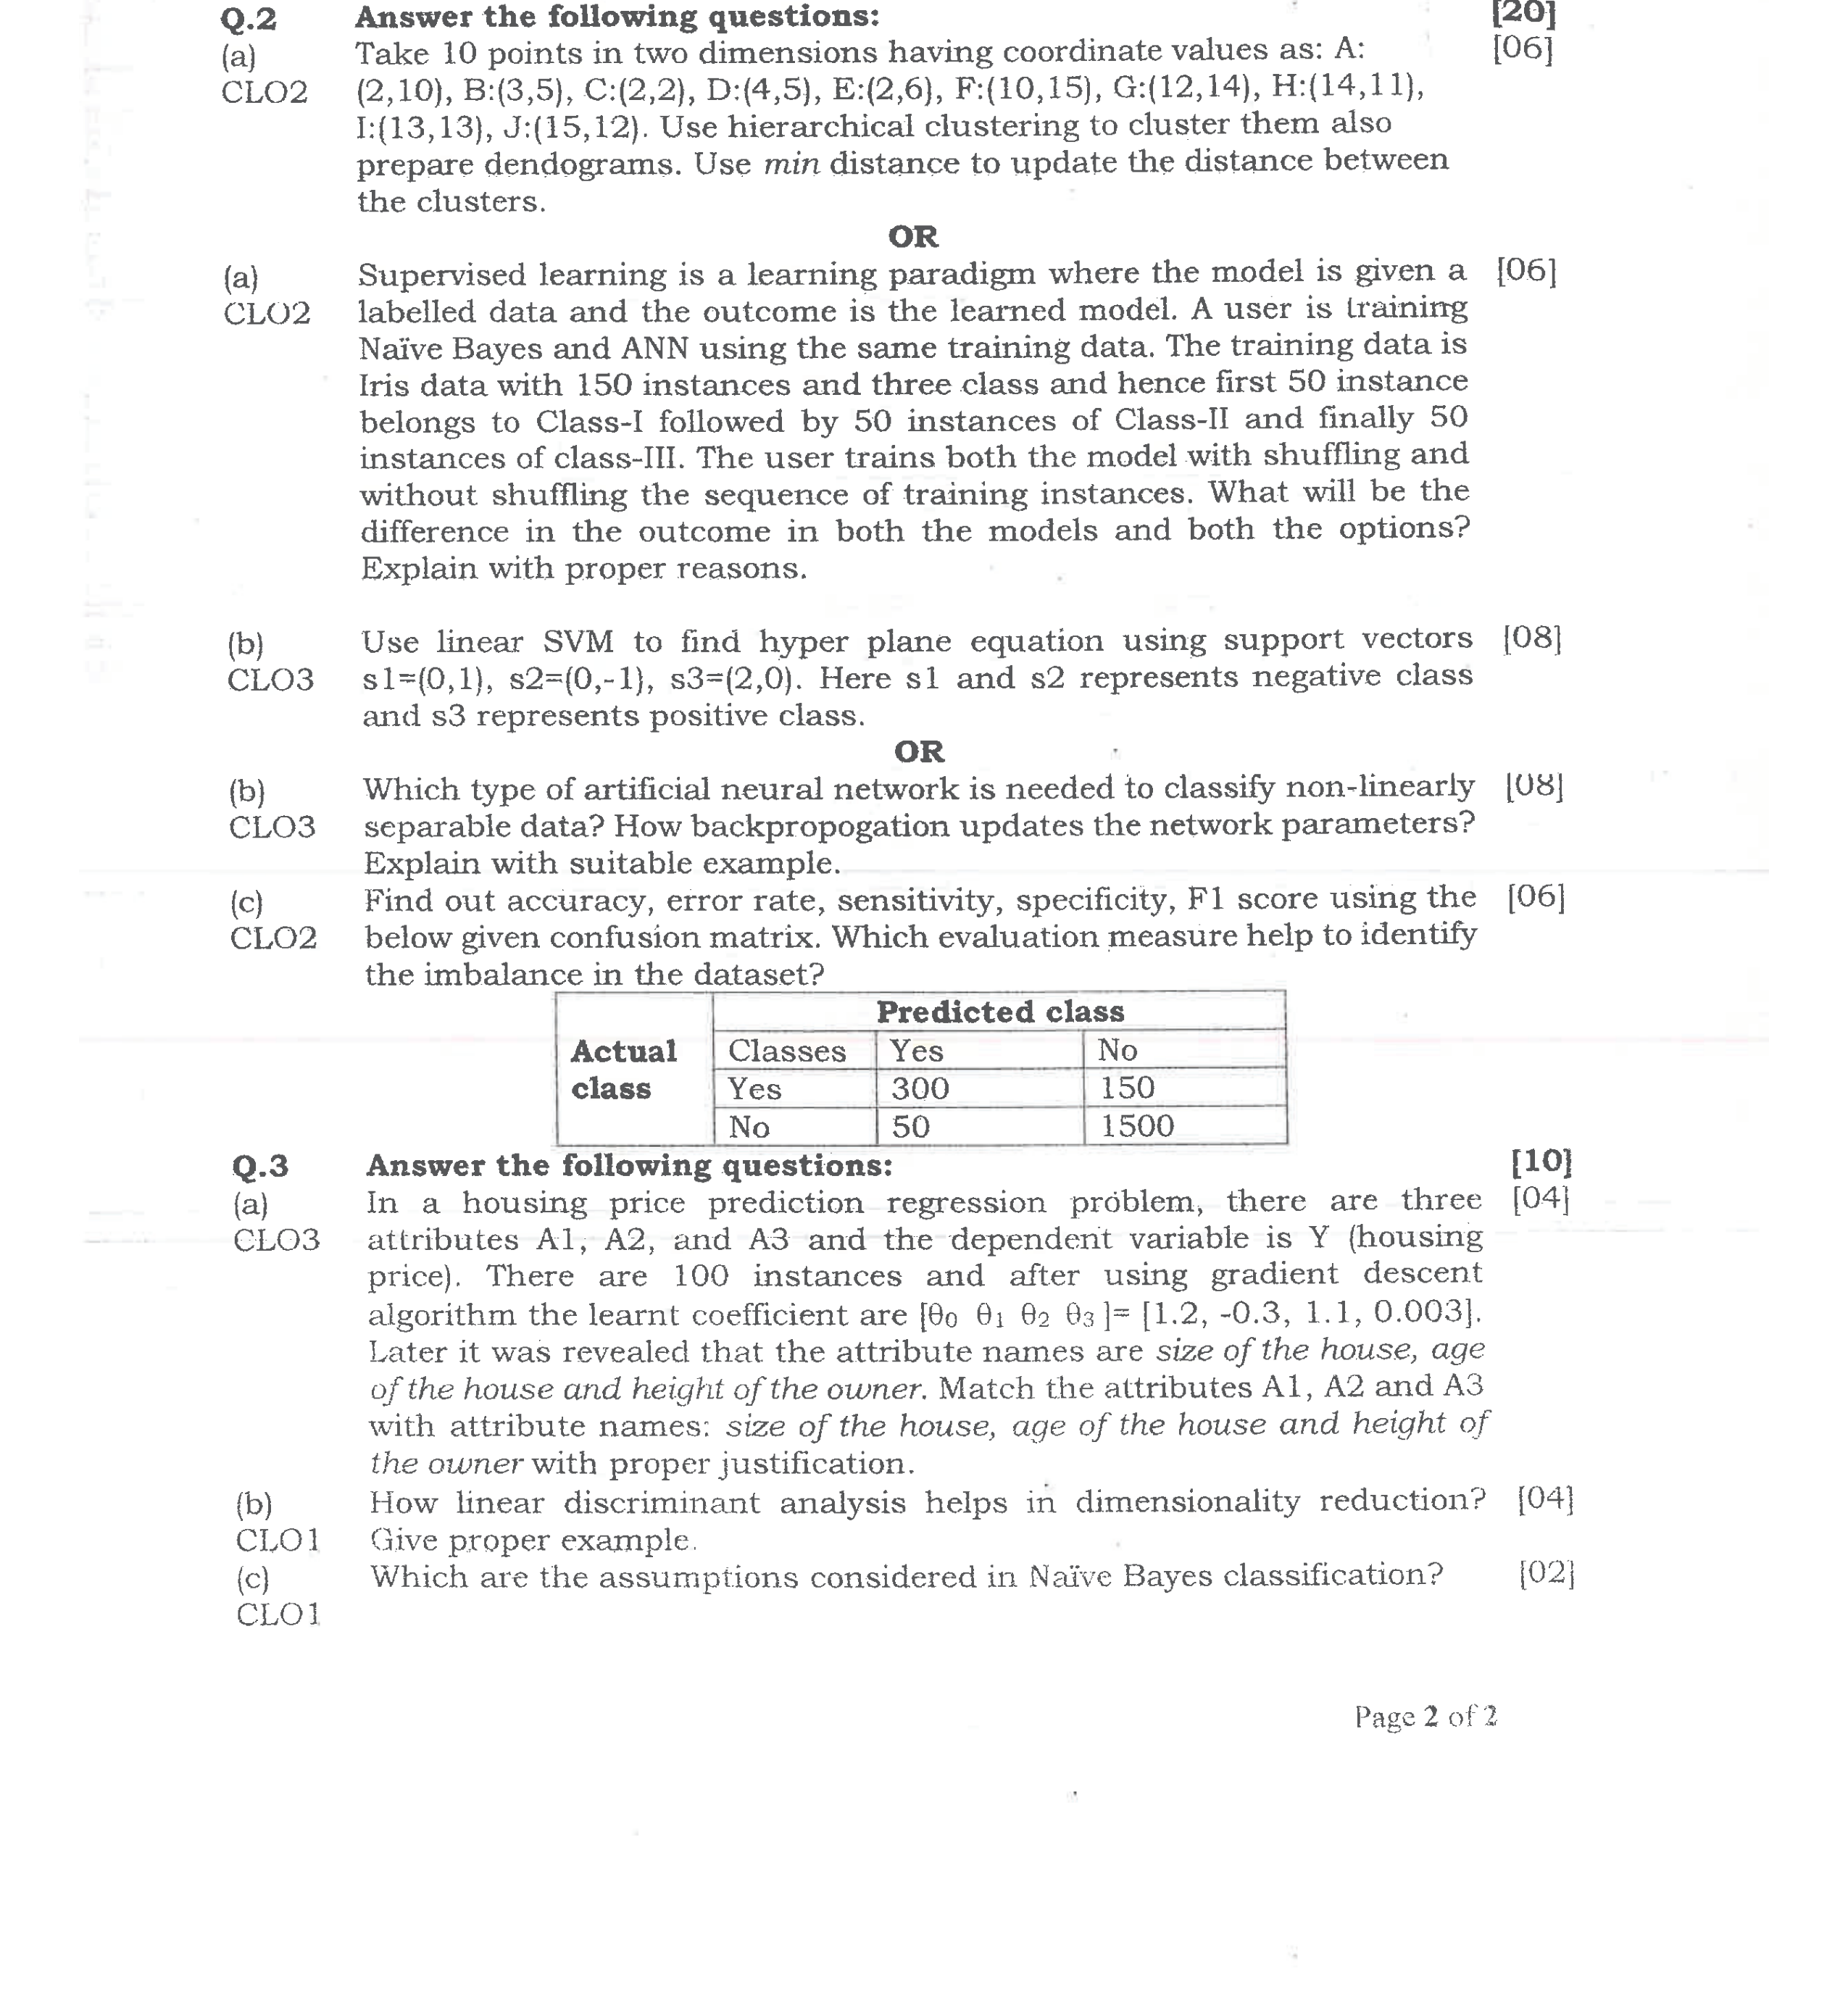 Q.2 Answer the following questions: [20]
(a) Take 10 points in two dimensions having coordinate values as: A: [06]
CLO2 (2,10), B:(3,5), C:(2,2), D:(4,5), E:(2,6), F:(10,15), G:(12,14), H:(14,11),
I:(13,13), J:(15,12). Use hierarchical clustering to cluster them also
prepare dendograms. Use min distance to update the distance between
the clusters.
OR
(a) Supervised learning is a learning paradigm where the model is given a [06]
CLO2 labelled data and the outcome is the learned model. A user is training
Naïve Bayes and ANN using the same training data. The training data is
Iris data with 150 instances and three class and hence first 50 instance
belongs to Class-I followed by 50 instances of Class-II and finally 50
instances of class-III. The user trains both the model with shuffling and
without shuffling the sequence of training instances. What will be the
difference in the outcome in both the models and both the options?
Explain with proper reasons.
(b) Use linear SVM to find hyper plane equation using support vectors [08]
CLO3 s1=(0,1), s2=(0,-1), s3=(2,0). Here s1 and s2 represents negative class
and s3 represents positive class.
OR
(b) Which type of artificial neural network is needed to classify non-linearly [08]
CLO3 separable data? How backpropogation updates the network parameters?
Explain with suitable example.
(c) Find out accuracy, error rate, sensitivity, specificity, F1 score using the [06]
CLO2 below given confusion matrix. Which evaluation measure help to identify
the imbalance in the dataset?
Predicted class
Actual Classes Yes No
class Yes 300 150
No 50 1500
Q.3 Answer the following questions: [10]
(a) In a housing price prediction regression problem, there are three [04]
CLO3 attributes A1, A2, and A3 and the dependent variable is Y (housing
price). There are 100 instances and after using gradient descent
algorithm the learnt coefficient are [θ0 θ1 θ2 θ3 ]= [1.2, -0.3, 1.1, 0.003].
Later it was revealed that the attribute names are size of the house, age
of the house and height of the owner. Match the attributes A1, A2 and A3
with attribute names: size of the house, age of the house and height of
the owner with proper justification.
(b) How linear discriminant analysis helps in dimensionality reduction? [04]
CLO1 Give proper example.
(c) Which are the assumptions considered in Naïve Bayes classification? [02]
CLO1
Page 2 of 2